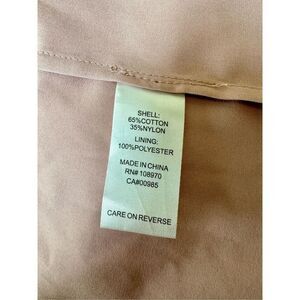 SHELL:
65%COTTON
35%NYLON
LINING:
100%POLYESTER
MADE IN CHINA
RN# 108970
CA#00985
CARE ON REVERSE